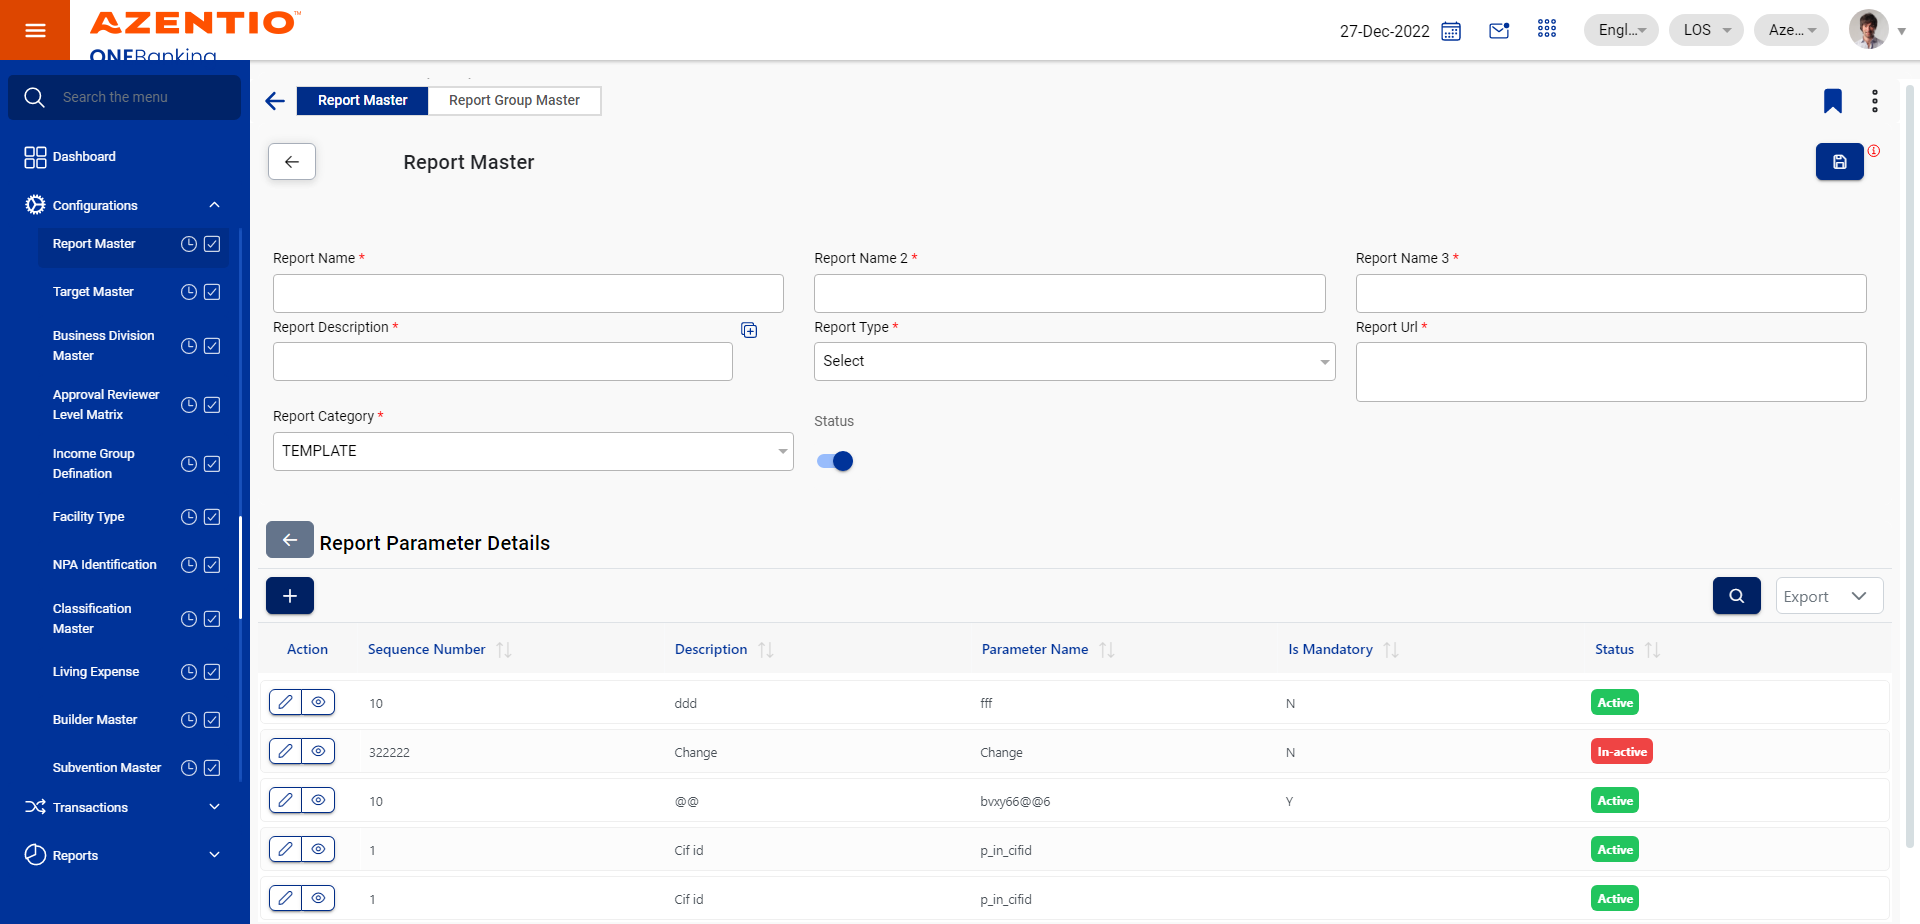 AZENTIO™
ONEBanking
27-Dec-2022
Engl...
LOS
Aze...
Search the menu
Report Master
Report Group Master
Dashboard
Report Master
Configurations
Report Master
Target Master
Business Division
Master
Approval Reviewer
Level Matrix
Income Group
Defination
Facility Type
NPA Identification
Classification
Master
Living Expense
Builder Master
Subvention Master
Transactions
Reports
Report Name *
Report Name 2 *
Report Name 3 *
Report Description *
Report Type *
Report Url *
Select
Report Category *
Status
TEMPLATE
Report Parameter Details
Export
Action Sequence Number Description Parameter Name Is Mandatory Status
10 ddd fff N Active
322222 Change Change N In-active
10 @@ bvxy66@@6 Y Active
1 Cif id p_in_cifid Active
1 Cif id p_in_cifid Active